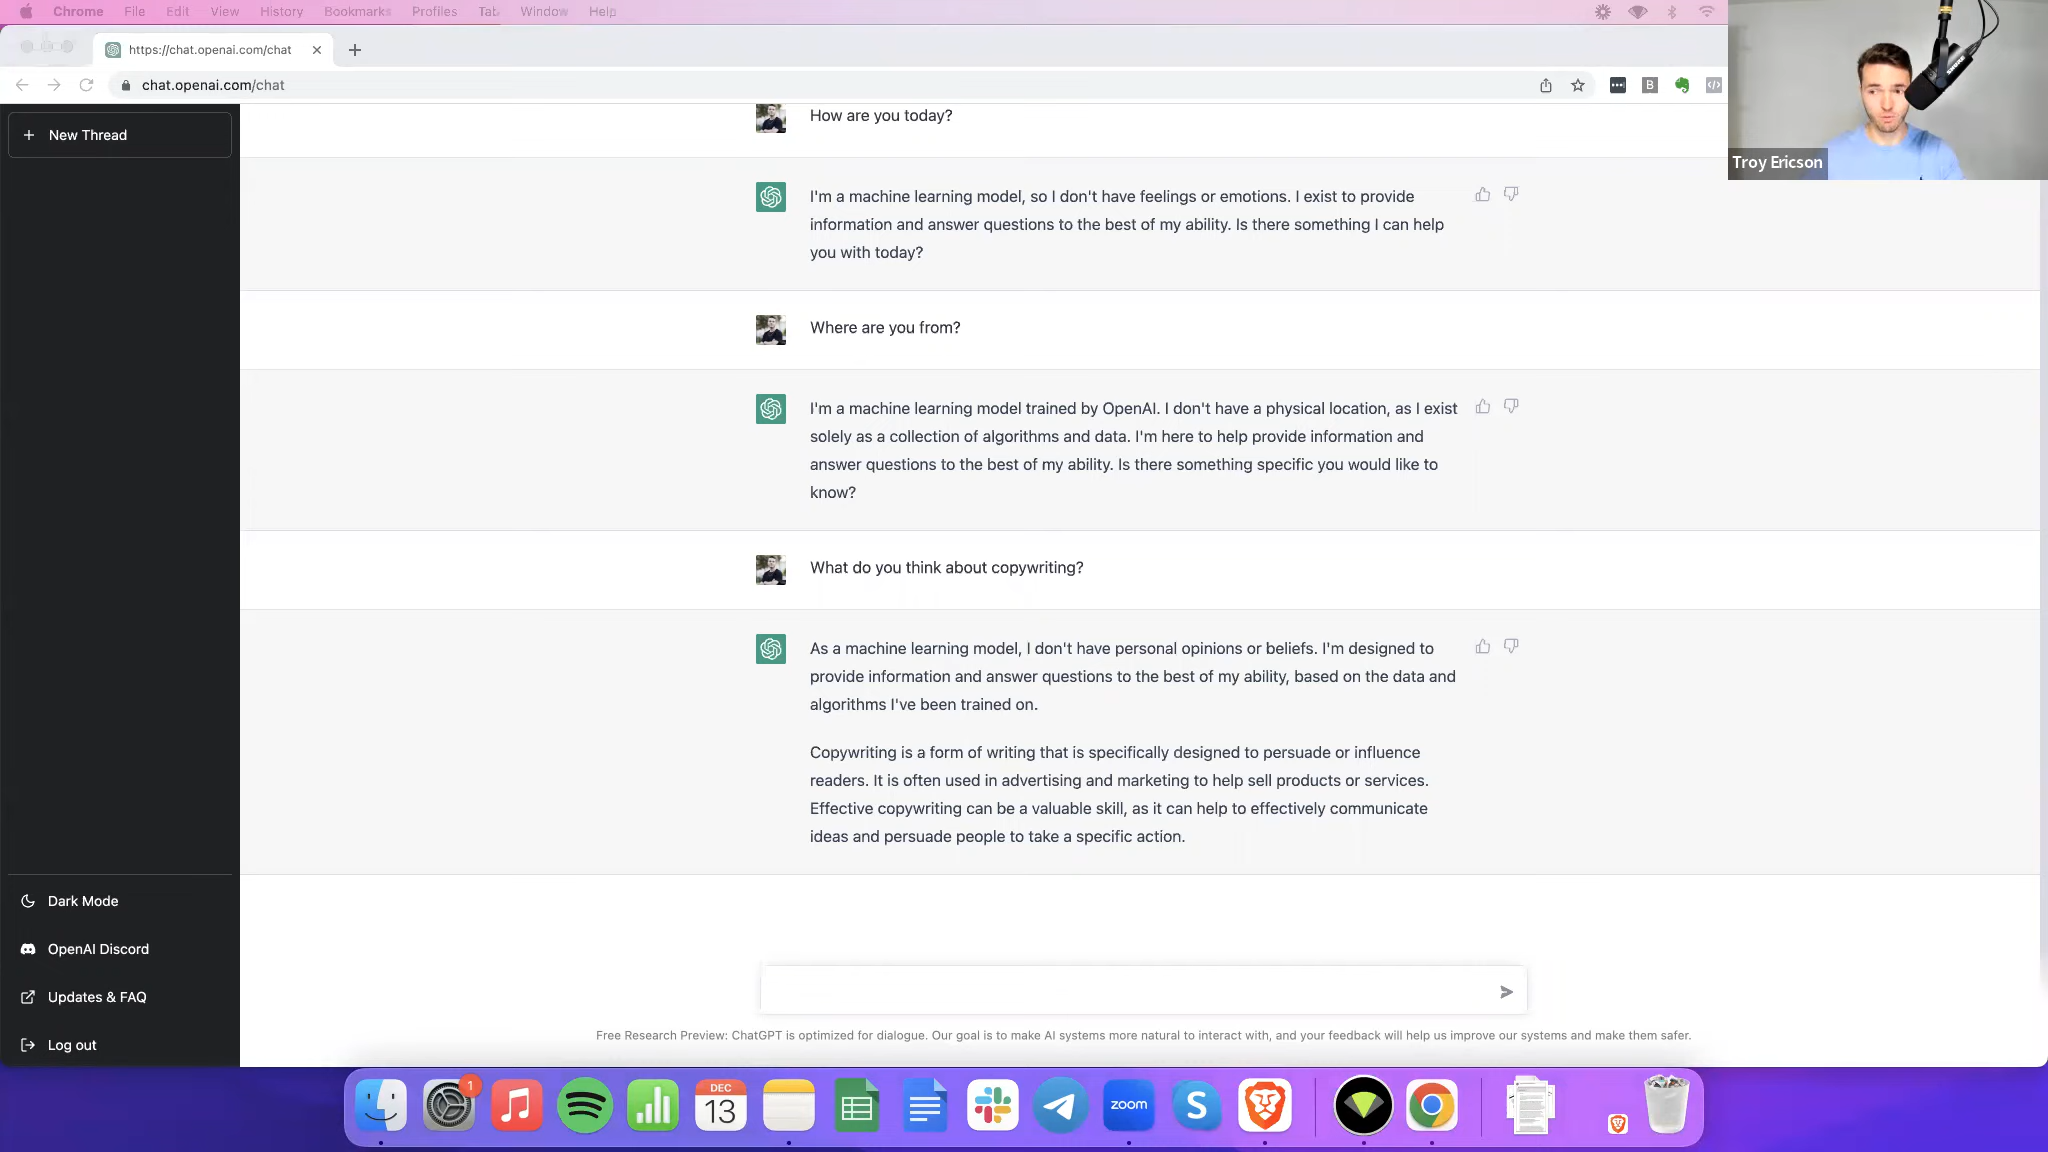 Chrome File Edit View History Bookmarks Profiles Tab Window Help
https://chat.openai.com/chat
chat.openai.com/chat
B
Troy Ericson
New Thread
How are you today?
I'm a machine learning model, so I don't have feelings or emotions. I exist to provide
information and answer questions to the best of my ability. Is there something I can help
you with today?
Where are you from?
I'm a machine learning model trained by OpenAI. I don't have a physical location, as I exist
solely as a collection of algorithms and data. I'm here to help provide information and
answer questions to the best of my ability. Is there something specific you would like to
know?
What do you think about copywriting?
As a machine learning model, I don't have personal opinions or beliefs. I'm designed to
provide information and answer questions to the best of my ability, based on the data and
algorithms I've been trained on.
Copywriting is a form of writing that is specifically designed to persuade or influence
readers. It is often used in advertising and marketing to help sell products or services.
Effective copywriting can be a valuable skill, as it can help to effectively communicate
ideas and persuade people to take a specific action.
Dark Mode
OpenAI Discord
Updates & FAQ
Log out
Free Research Preview: ChatGPT is optimized for dialogue. Our goal is to make AI systems more natural to interact with, and your feedback will help us improve our systems and make them safer.
1
DEC
13
zoom
S